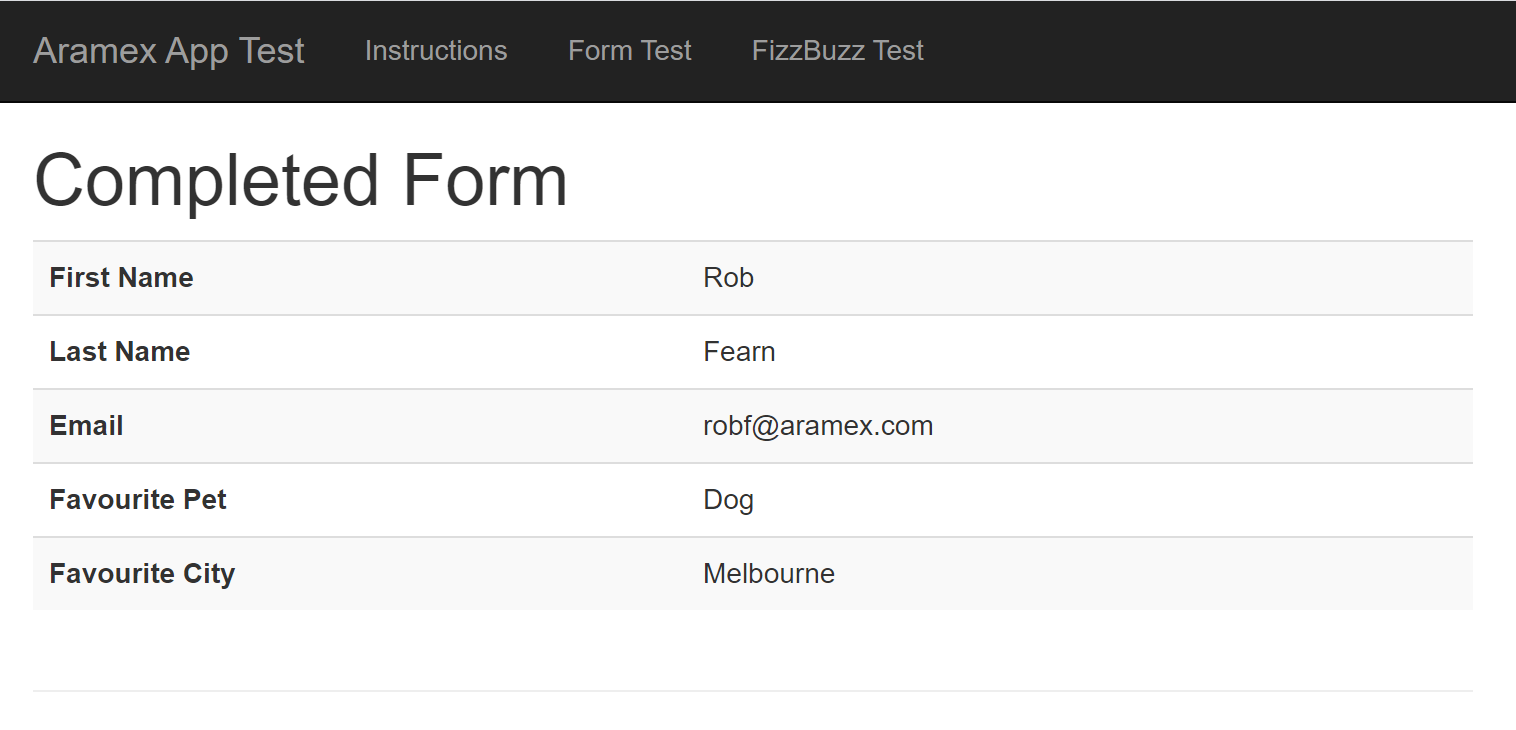 Aramex App Test Instructions Form Test FizzBuzz Test
Completed Form
First Name Rob
Last Name Fearn
Email robf@aramex.com
Favourite Pet Dog
Favourite City Melbourne